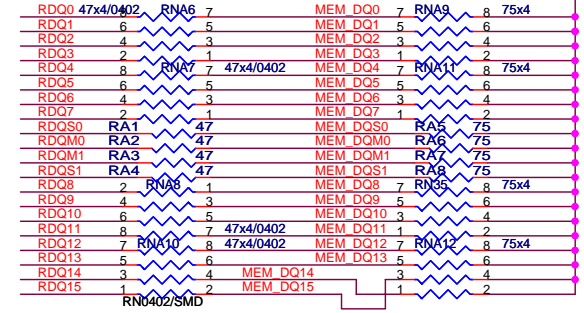 RDQ0 47x4/0402 8 RNA6 7 MEM_DQ0 7 RNA9 8 75x4
RDQ1 6 5 MEM_DQ1 5 6
RDQ2 4 3 MEM_DQ2 3 4
RDQ3 2 1 MEM_DQ3 1 2
RDQ4 8 RNA7 7 47x4/0402 MEM_DQ4 7 RNA11 8 75x4
RDQ5 6 5 MEM_DQ5 5 6
RDQ6 4 3 MEM_DQ6 3 4
RDQ7 2 1 MEM_DQ7 1 2
RDQS0 RA1 47 MEM_DQS0 RA5 75
RDQM0 RA2 47 MEM_DQM0 RA6 75
RDQM1 RA3 47 MEM_DQM1 RA7 75
RDQS1 RA4 47 MEM_DQS1 RA8 75
RDQ8 2 RNA8 1 MEM_DQ8 7 RN35 8 75x4
RDQ9 4 3 MEM_DQ9 5 6
RDQ10 6 5 MEM_DQ10 3 4
RDQ11 8 7 47x4/0402 MEM_DQ11 1 2
RDQ12 7 RNA10 8 47x4/0402 MEM_DQ12 7 RNA12 8 75x4
RDQ13 5 6 MEM_DQ13 5 6
RDQ14 3 4 MEM_DQ14 3 4
RDQ15 1 2 MEM_DQ15 1 2
RN0402/SMD